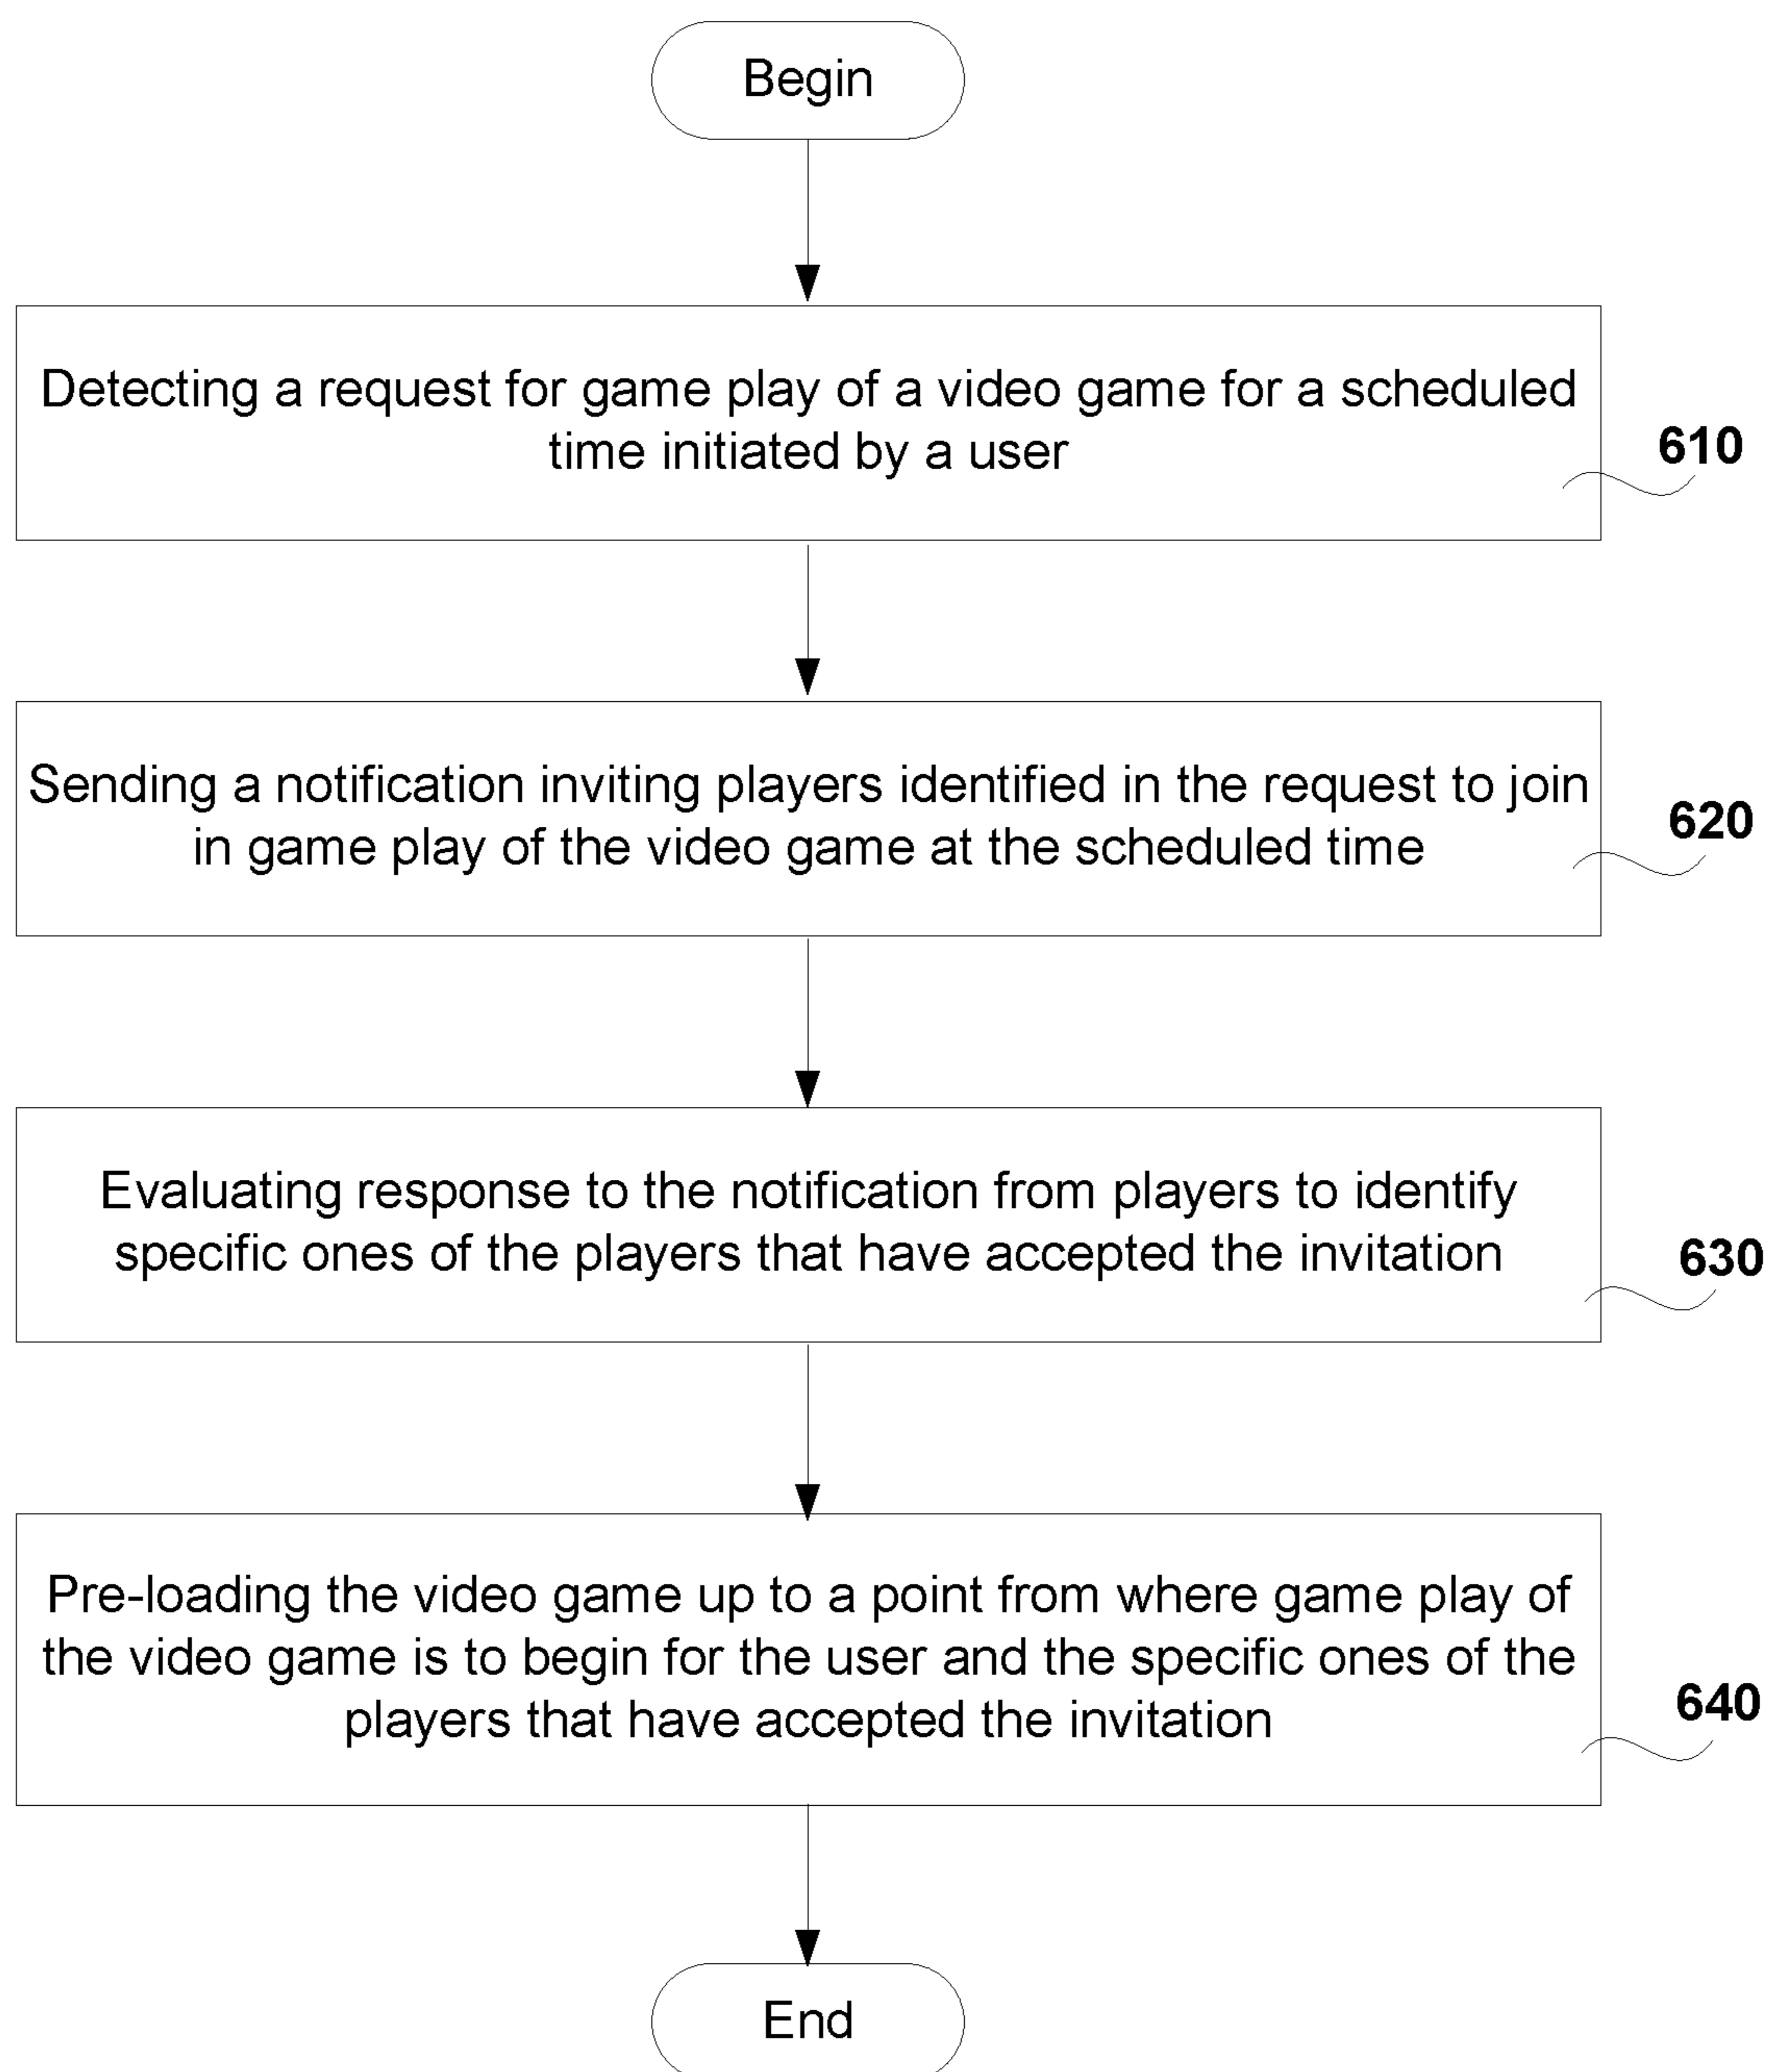 Begin
Detecting a request for game play of a video game for a scheduled
time initiated by a user
610
Sending a notification inviting players identified in the request to join
in game play of the video game at the scheduled time
620
Evaluating response to the notification from players to identify
specific ones of the players that have accepted the invitation
630
Pre-loading the video game up to a point from where game play of
the video game is to begin for the user and the specific ones of the
players that have accepted the invitation
640
End